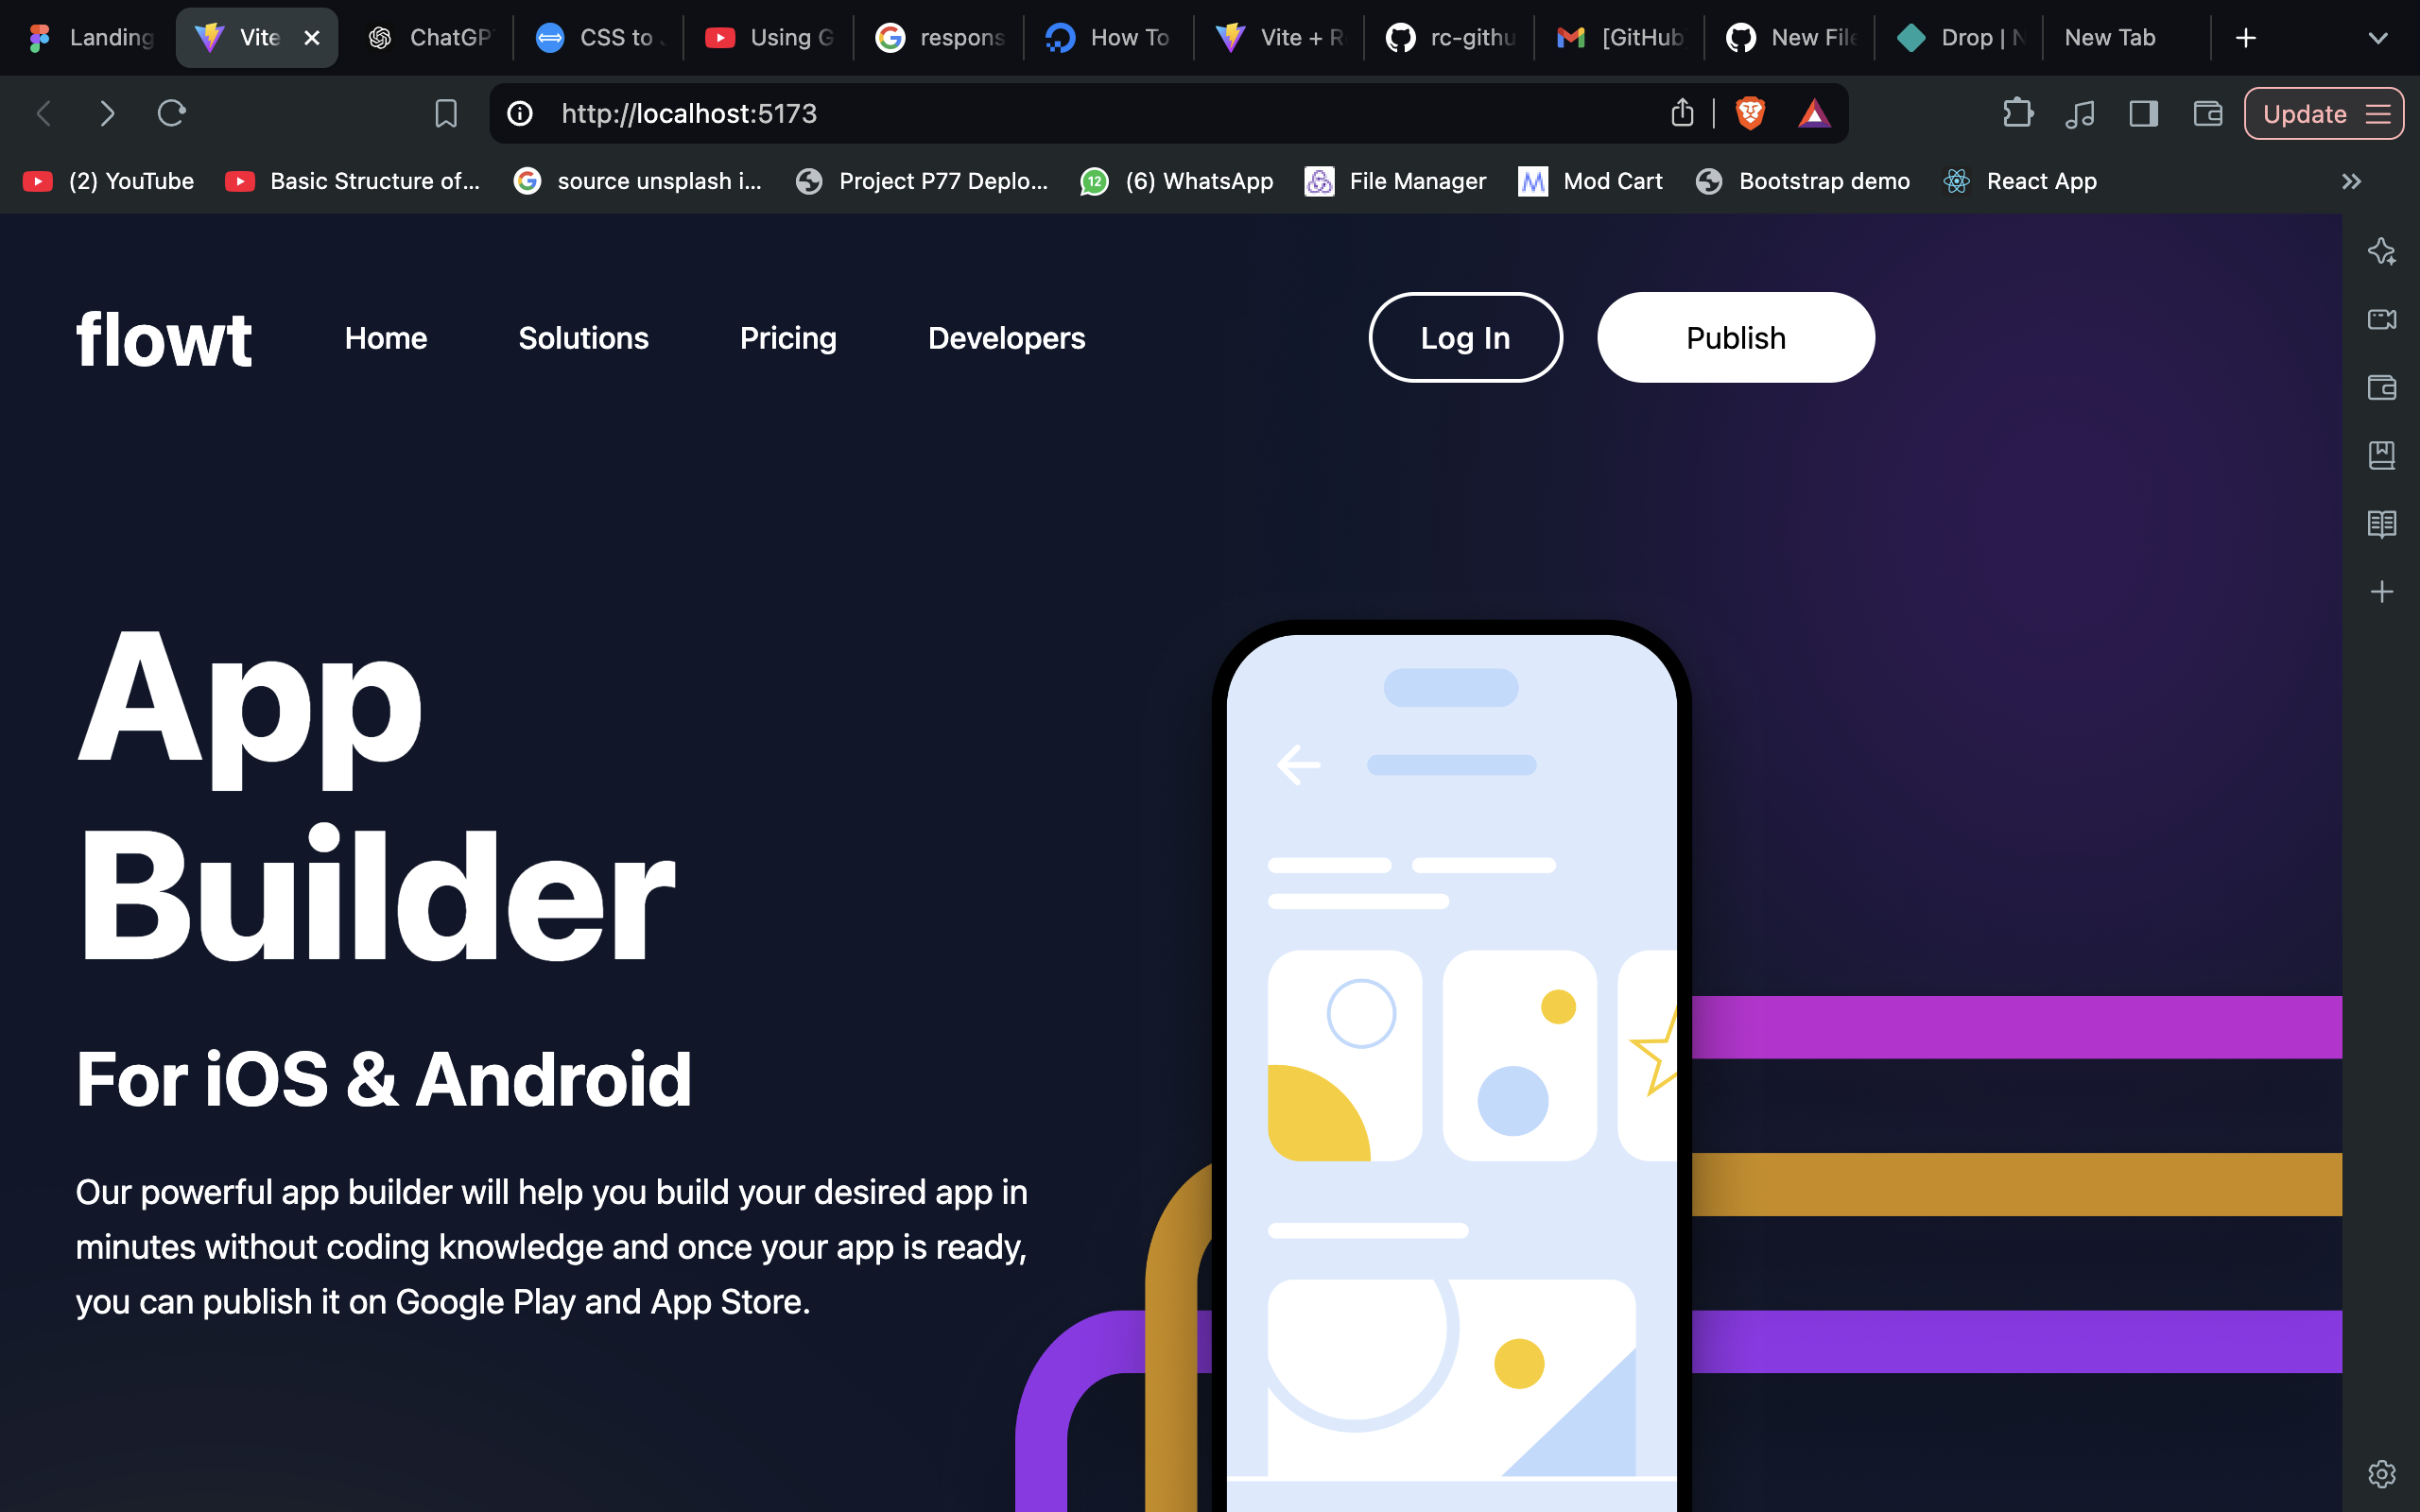 Landing
Vite
ChatGP
CSS to
Using G
respons
How To
Vite + R
rc-githu
[GitHub
New File
Drop | N
New Tab
http://localhost:5173
Update
(2) YouTube
Basic Structure of...
source unsplash i...
Project P77 Deplo...
12
(6) WhatsApp
File Manager
Mod Cart
Bootstrap demo
React App
flowt
Home
Solutions
Pricing
Developers
Log In
Publish
App
Builder
For iOS & Android
Our powerful app builder will help you build your desired app in
minutes without coding knowledge and once your app is ready,
you can publish it on Google Play and App Store.